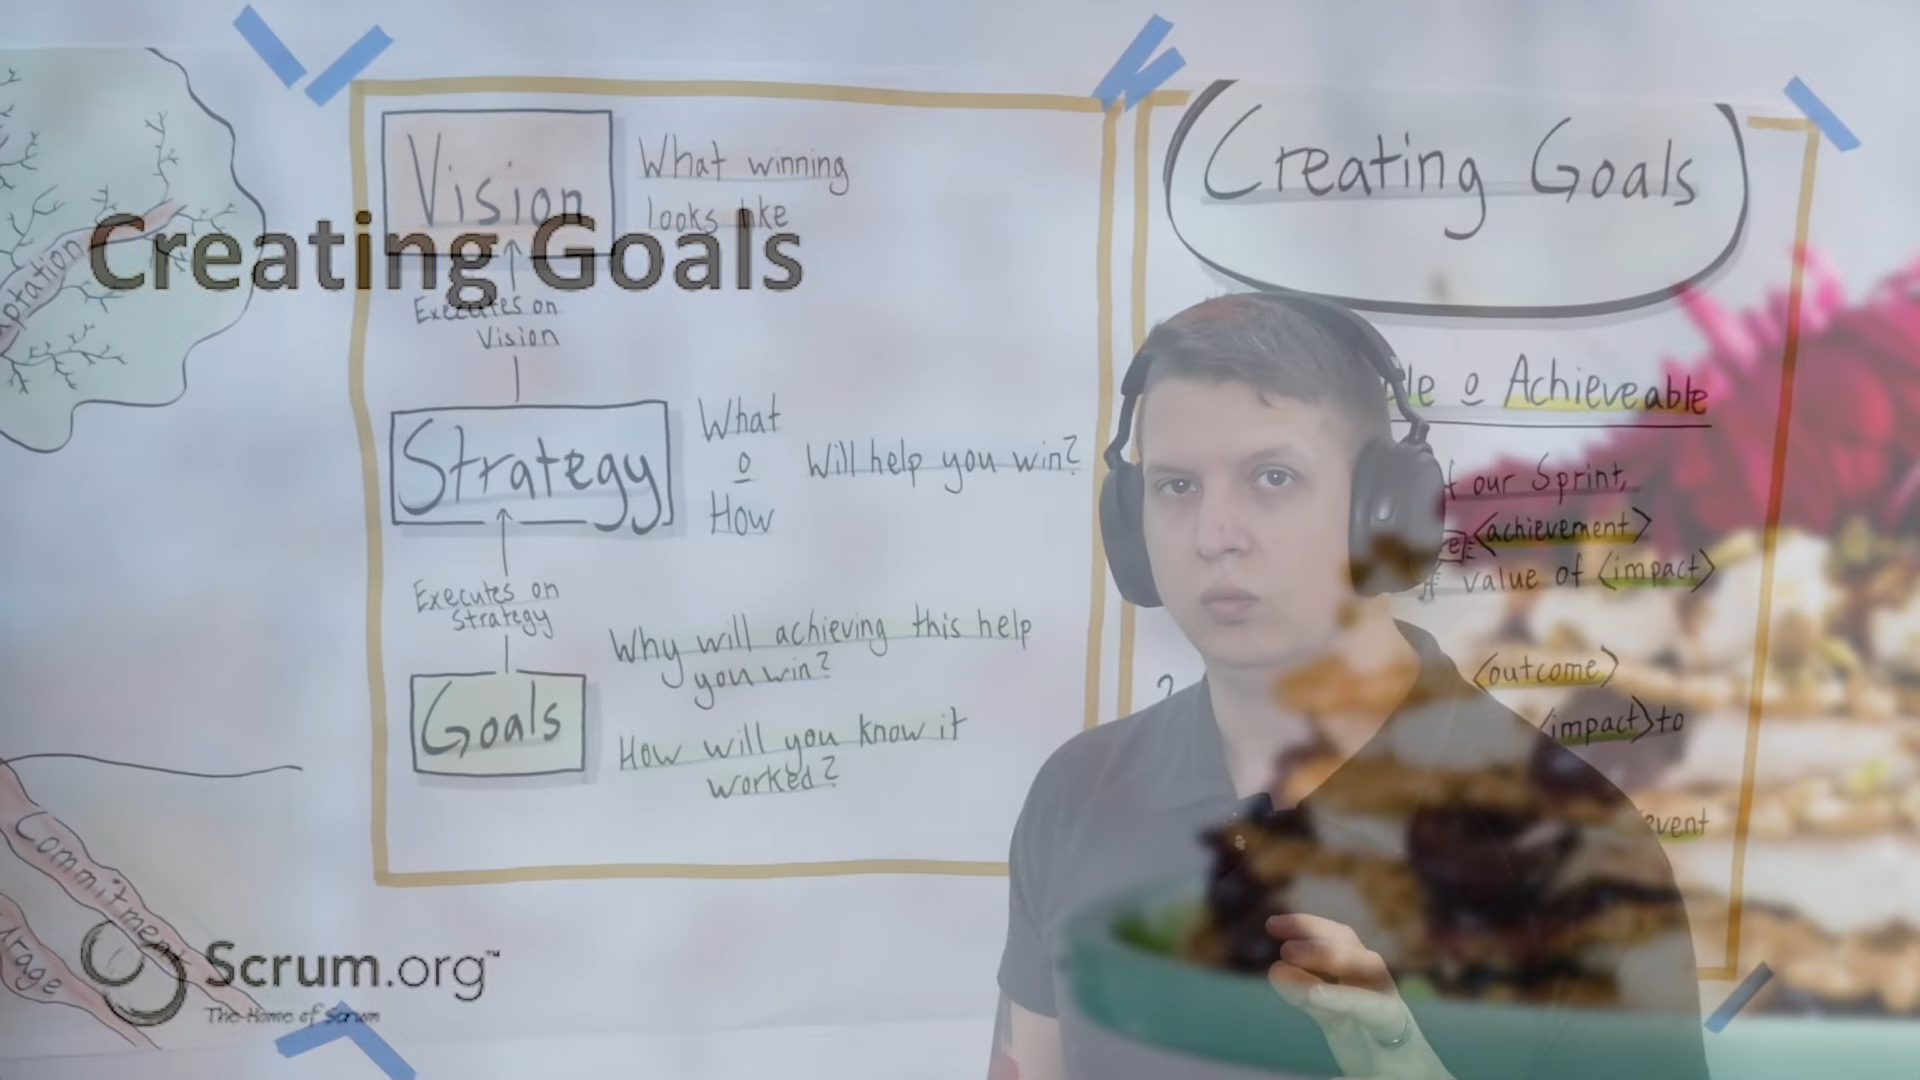 Creating Goals
Vision
What winning
looks like
Executes on
Vision
Strategy
What
o
How
Will help you win?
Executes on
Strategy
Goals
Why will achieving this help
you win?
How will you know it
worked?
Creating Goals
o Achieveable
our Sprint,
<achievement>
value of <impact>
<outcome>
<impact> to
Commitment
Scrum.org™
The Home of Scrum